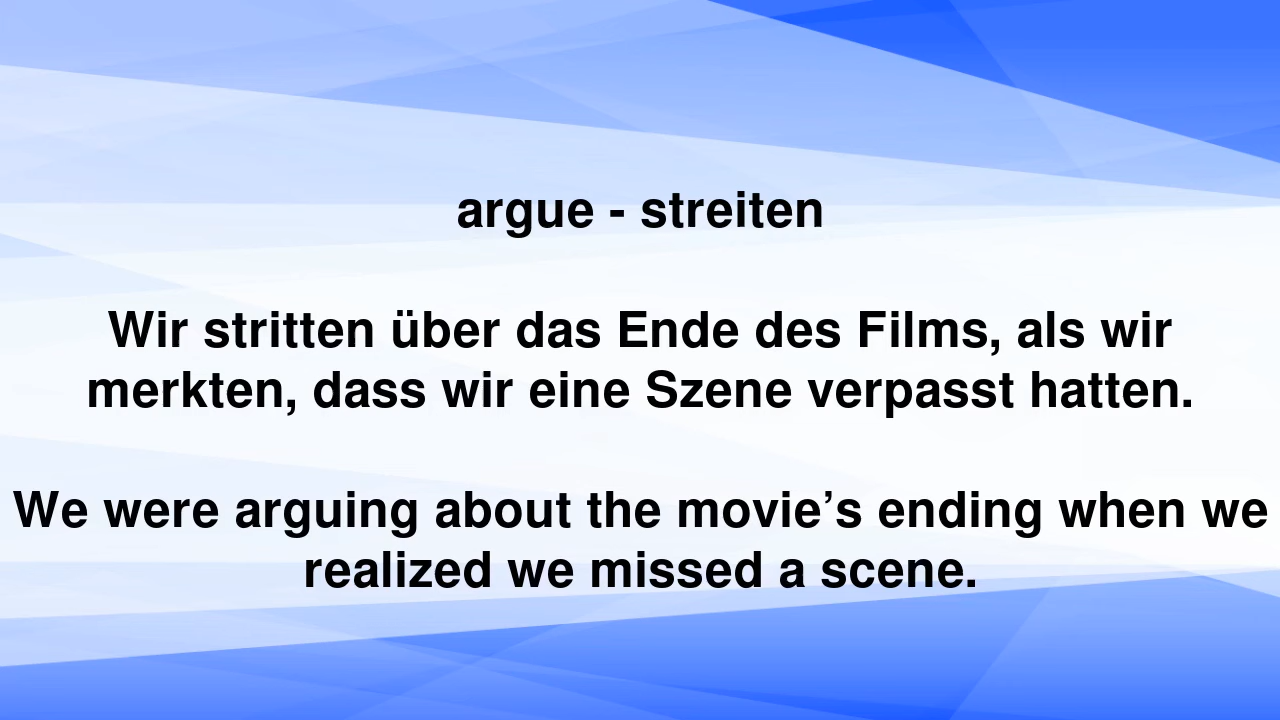 argue - streiten
Wir stritten über das Ende des Films, als wir
merkten, dass wir eine Szene verpasst hatten.
We were arguing about the movie’s ending when we
realized we missed a scene.